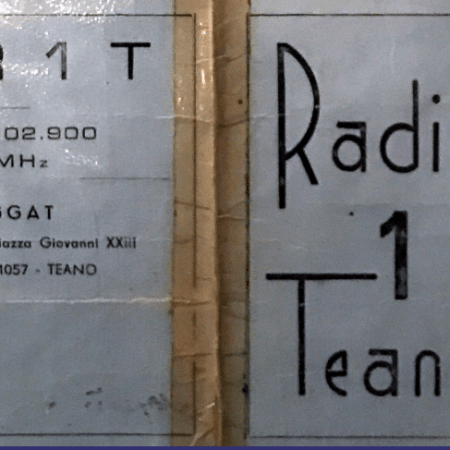 R 1 T
02.900
MHz
GGAT
iazza Giovanni XXiii
1057 - TEANO
Radi
1
Tean